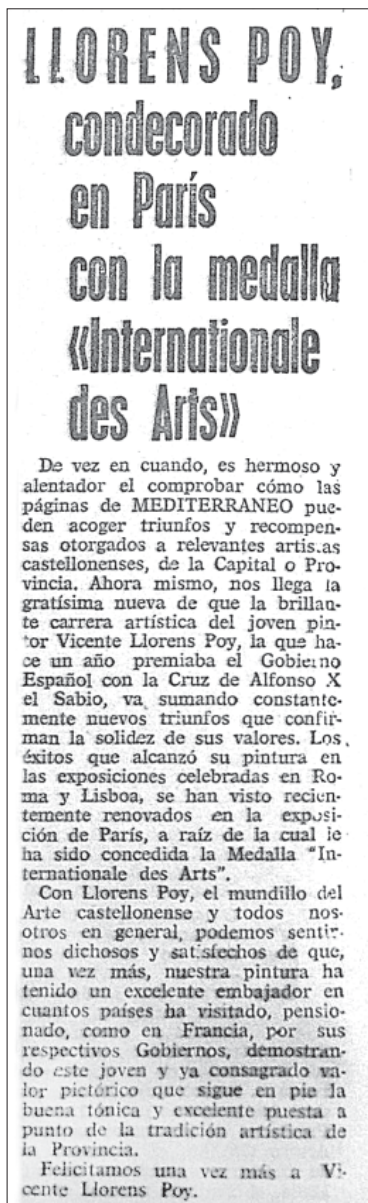 LLORENS POY,
condecorado
en París
con la medalla
«Internationale
des Arts»
De vez en cuando, es hermoso y
alentador el comprobar cómo las
páginas de MEDITERRANEO pue-
den acoger triunfos y recompen-
sas otorgados a relevantes artistas
castellonenses, de la Capital o Pro-
vincia. Ahora mismo, nos llega la
gratísima nueva de que la brillan-
te carrera artística del joven pin-
tor Vicente Llorens Poy, la que ha-
ce un año premiaba el Gobierno
Español con la Cruz de Alfonso X
el Sabio, va sumando constante-
mente nuevos triunfos que confir-
man la solidez de sus valores. Los
éxitos que alcanzó su pintura en
las exposiciones celebradas en Ro-
ma y Lisboa, se han visto recien-
temente renovados en la exposi-
ción de París, a raíz de la cual le
ha sido concedida la Medalla "In-
ternationale des Arts".
Con Llorens Poy, el mundillo del
Arte castellonense y todos nos-
otros en general, podemos sentir-
nos dichosos y satisfechos de que,
una vez más, nuestra pintura ha
tenido un excelente embajador en
cuantos países ha visitado, pensio-
nado, como en Francia, por sus
respectivos Gobiernos, demostran-
do este joven y ya consagrado va-
lor pictórico que sigue en pie la
buena tónica y excelente puesta a
punto de la tradición artística de
la Provincia.
Felicitamos una vez más a Vi-
cente Llorens Poy.